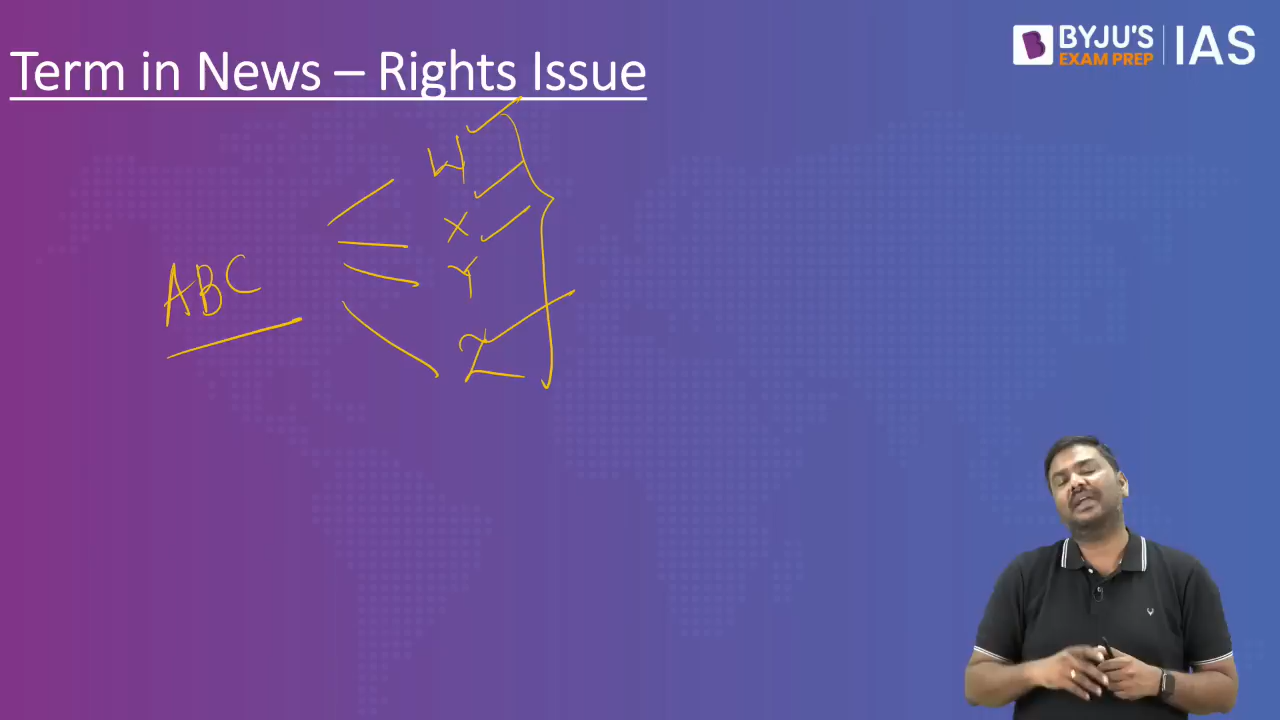 Term in News – Rights Issue
BYJU'S
EXAM PREP
IAS
W
X
Y
ABC
Z